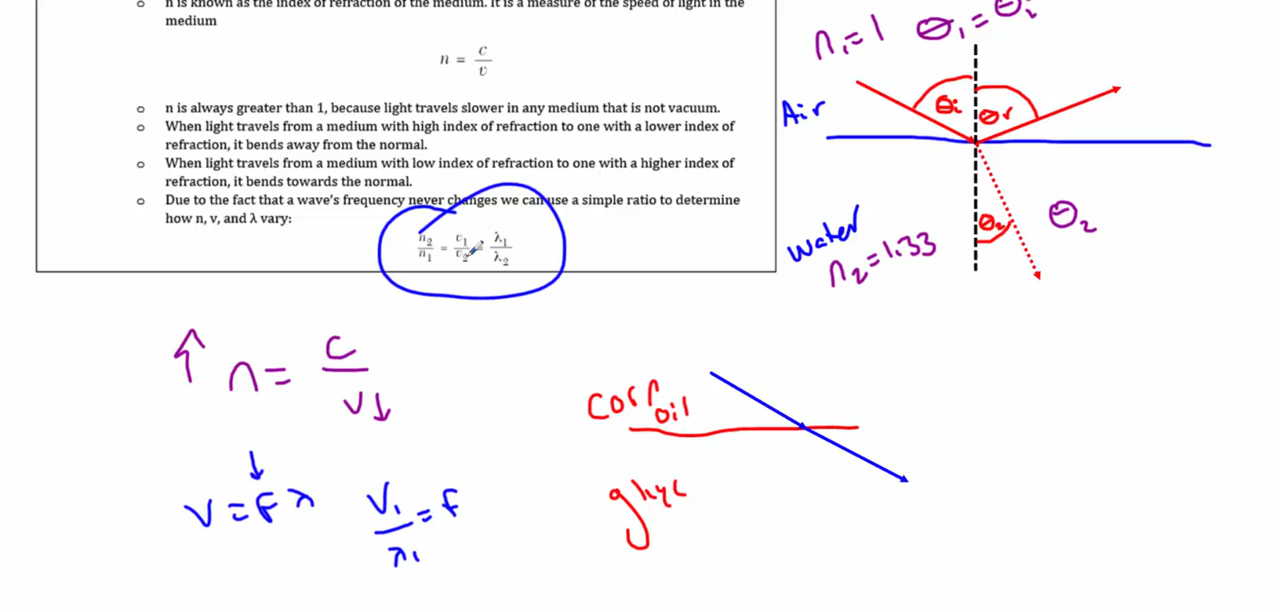 n is known as the index of refraction of the medium. It is a measure of the speed of light in the
medium
n = c/v
o n is always greater than 1, because light travels slower in any medium that is not vacuum.
o When light travels from a medium with high index of refraction to one with a lower index of
refraction, it bends away from the normal.
o When light travels from a medium with low index of refraction to one with a higher index of
refraction, it bends towards the normal.
o Due to the fact that a wave's frequency never changes we can use a simple ratio to determine
how n, v, and λ vary:
n₂/n₁ = v₁/v₂ = λ₁/λ₂
n₁=1 θ₁=θi
Air
θi θr
water
n₂=1.33
θ₂ θ₂
↑ n = c/v↓
↓
v = fλ v₁/λ₁ = f
corn
oil
glyc